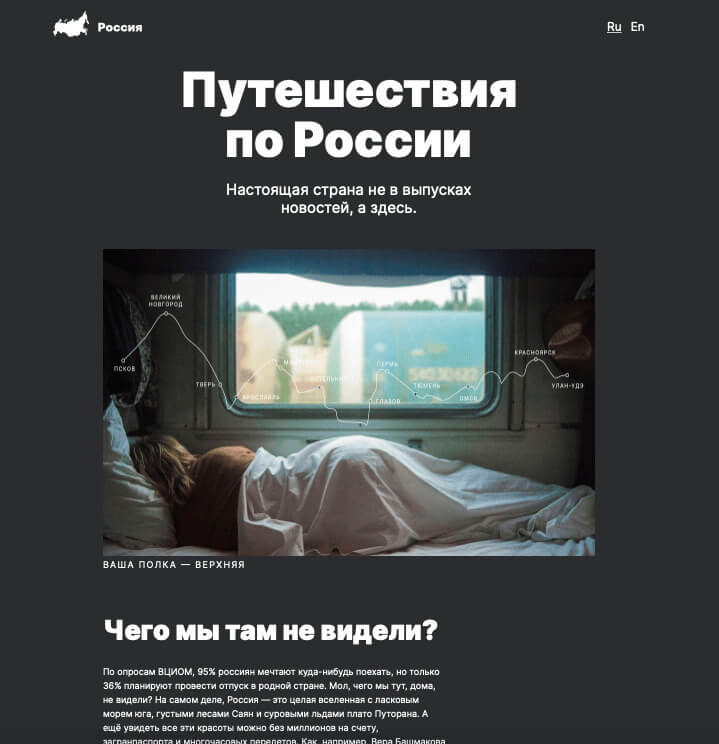 Россия
Ru En
Путешествия
по России
Настоящая страна не в выпусках
новостей, а здесь.
ВЕЛИКИЙ
НОВГОРОД
ПСКОВ
ТВЕРЬ
ЯРОСЛАВЛЬ
ПЕРМЬ
ГЛАЗОВ
ТЮМЕНЬ
ОМСК
КРАСНОЯРСК
УЛАН-УДЭ
ВАША ПОЛКА — ВЕРХНЯЯ
Чего мы там не видели?
По опросам ВЦИОМ, 95% россиян мечтают куда-нибудь поехать, но только
36% планируют провести отпуск в родной стране. Мол, чего мы тут, дома,
не видели? На самом деле, Россия — это целая вселенная с ласковым
морем юга, густыми лесами Саян и суровыми льдами плато Путорана. А
ещё увидеть все эти красоты можно без миллионов на счету,
загранпаспорта и многочасовых перелетов. Как, например, Вера Башмакова